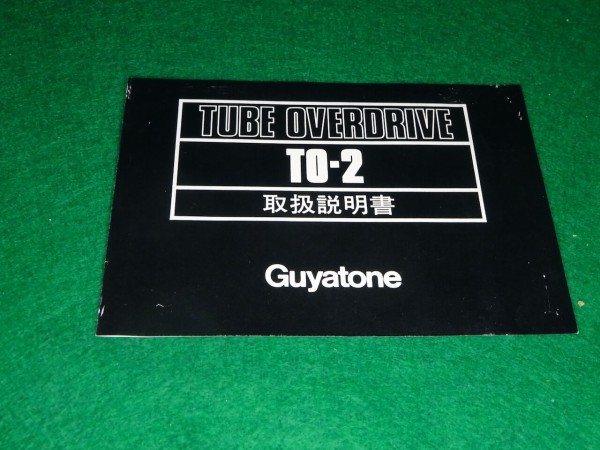 TUBE OVERDRIVE
TO-2
取扱説明書
Guyatone